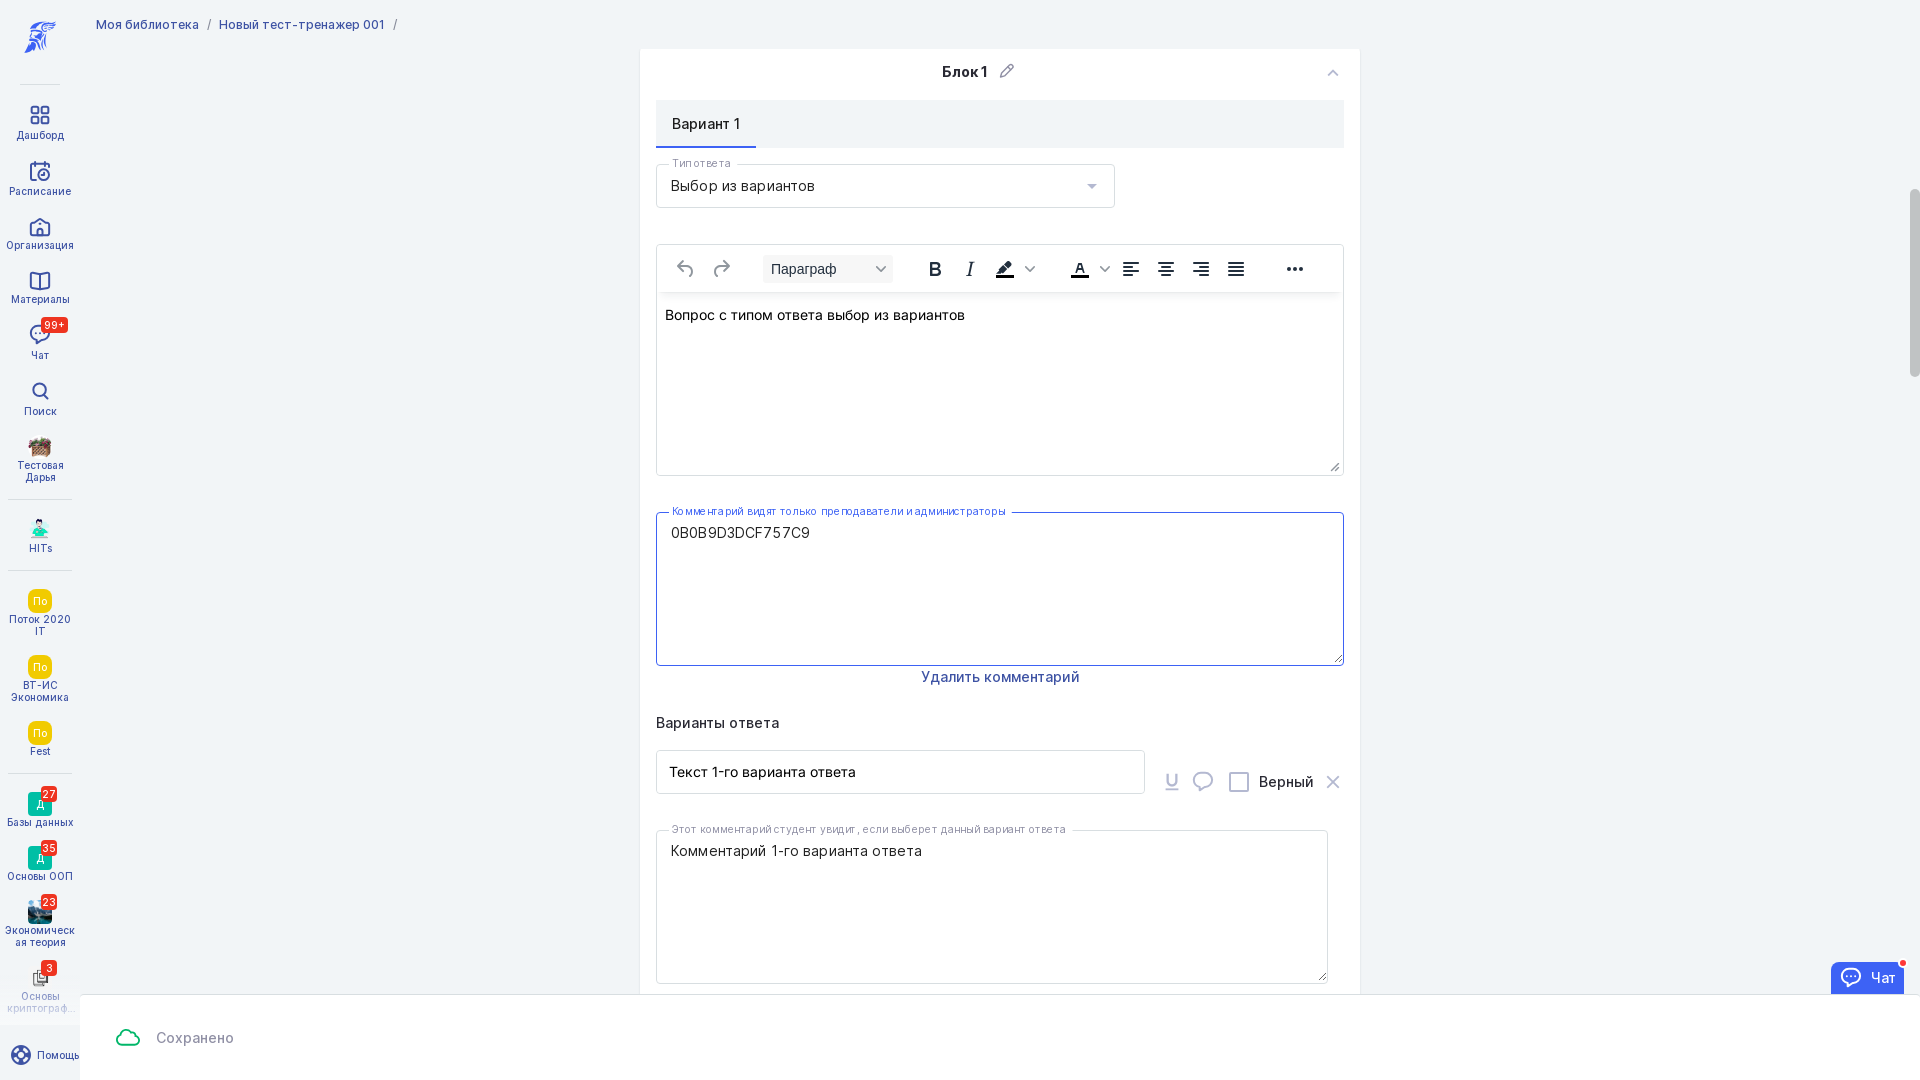 Моя библиотека / Новый тест-тренажер 001 /
Блок 1
Вариант 1
Тип ответа
Выбор из вариантов
Параграф
Вопрос с типом ответа выбор из вариантов
Комментарий видят только преподаватели и администраторы
0B0B9D3DCF757C9
Удалить комментарий
Варианты ответа
Текст 1-го варианта ответа
Верный
Этот комментарий студент увидит, если выберет данный вариант ответа
Комментарий 1-го варианта ответа
Дашборд
Расписание
Организация
Материалы
99+
Чат
Поиск
Тестовая
Дарья
HITs
По
Поток 2020
IT
По
ВТ-ИС
Экономика
По
Fest
27
Д
Базы данных
35
Д
Основы ООП
23
Экономическ
ая теория
3
Основы
криптограф...
Помощь
Сохранено
Чат